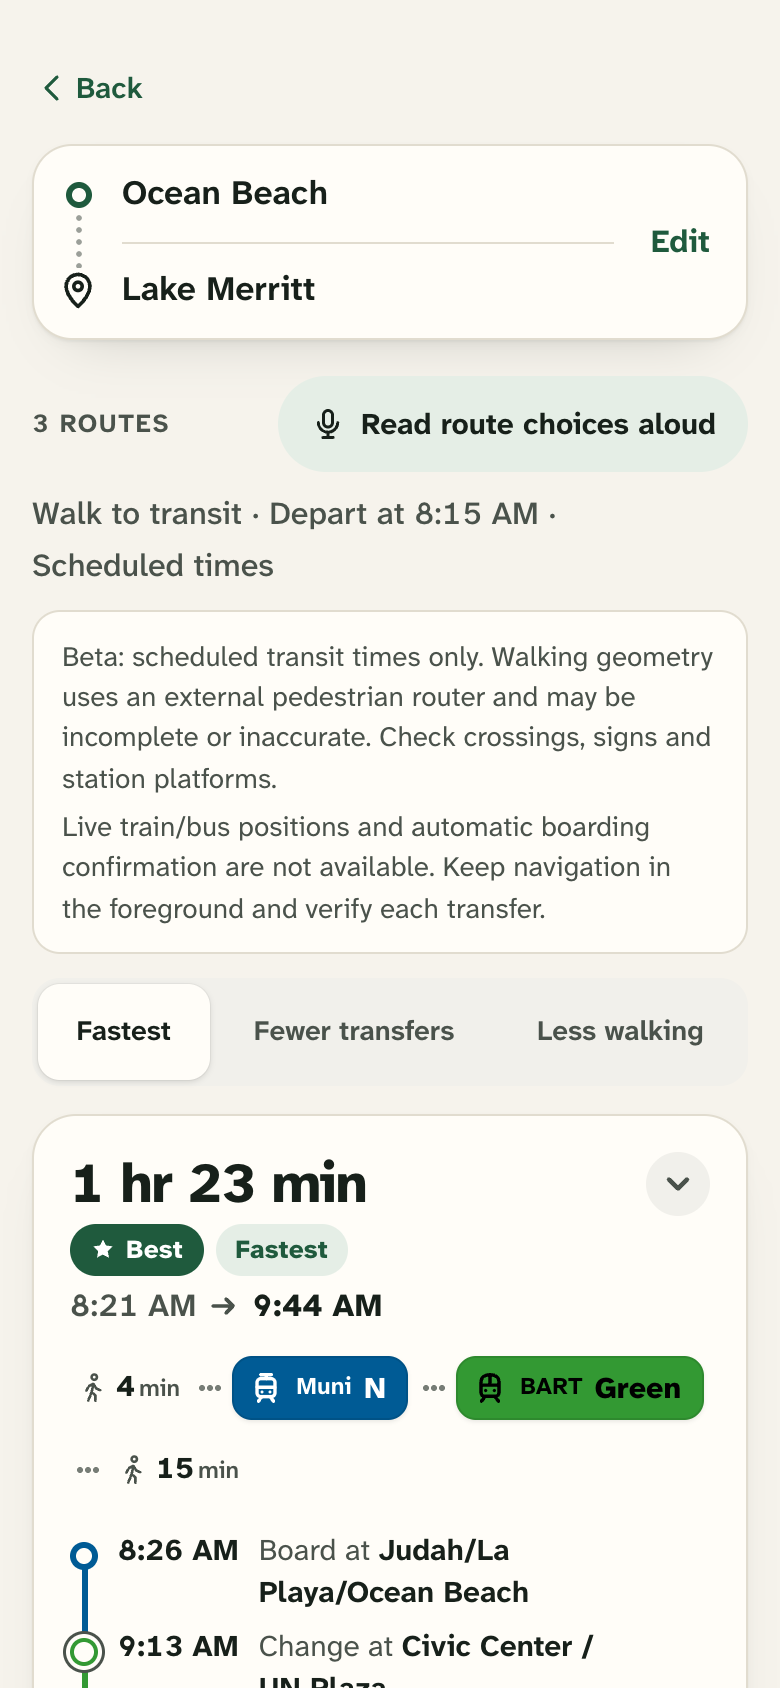 Back
Ocean Beach
Edit
Lake Merritt
3 ROUTES
Read route choices aloud
Walk to transit · Depart at 8:15 AM ·
Scheduled times
Beta: scheduled transit times only. Walking geometry
uses an external pedestrian router and may be
incomplete or inaccurate. Check crossings, signs and
station platforms.
Live train/bus positions and automatic boarding
confirmation are not available. Keep navigation in
the foreground and verify each transfer.
Fastest Fewer transfers Less walking
1 hr 23 min
Best Fastest
8:21 AM → 9:44 AM
4 min ••• Muni N ••• BART Green
••• 15 min
8:26 AM Board at Judah/La
Playa/Ocean Beach
9:13 AM Change at Civic Center /
UN Plaza